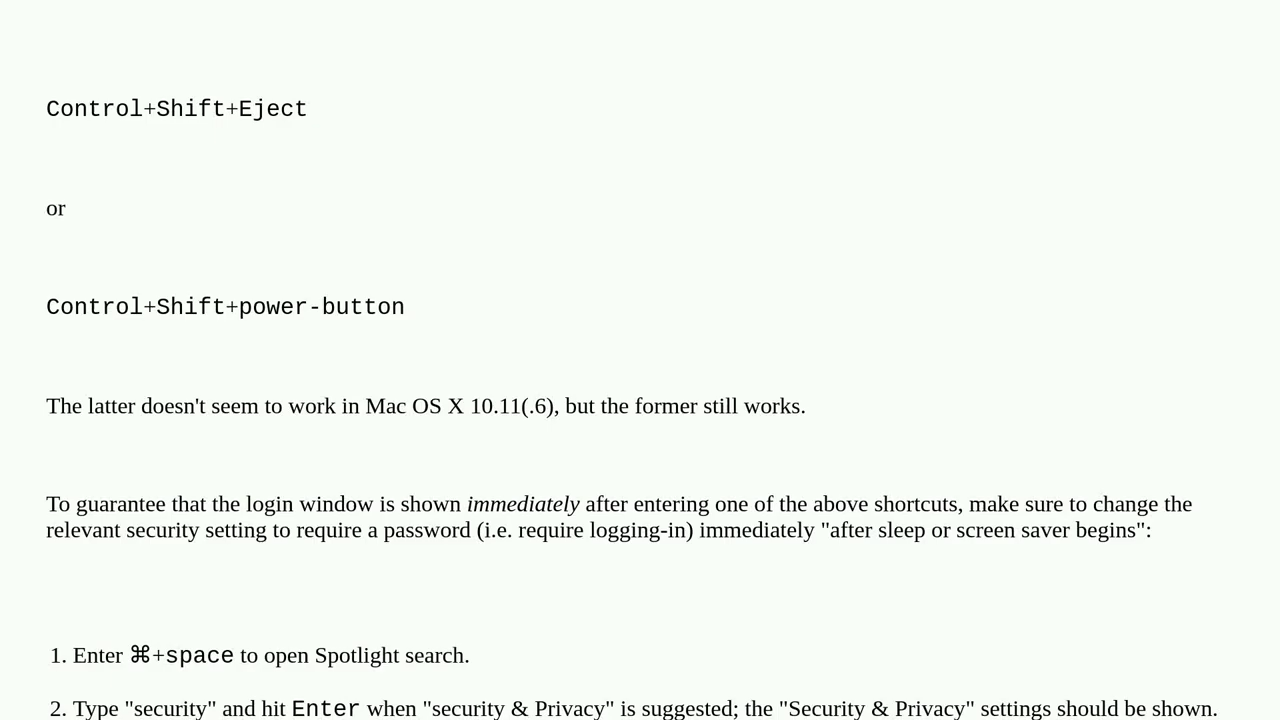 Control+Shift+Eject
or
Control+Shift+power-button
The latter doesn't seem to work in Mac OS X 10.11(.6), but the former still works.
To guarantee that the login window is shown immediately after entering one of the above shortcuts, make sure to change the
relevant security setting to require a password (i.e. require logging-in) immediately "after sleep or screen saver begins":
1. Enter ⌘+space to open Spotlight search.
2. Type "security" and hit Enter when "security & Privacy" is suggested; the "Security & Privacy" settings should be shown.